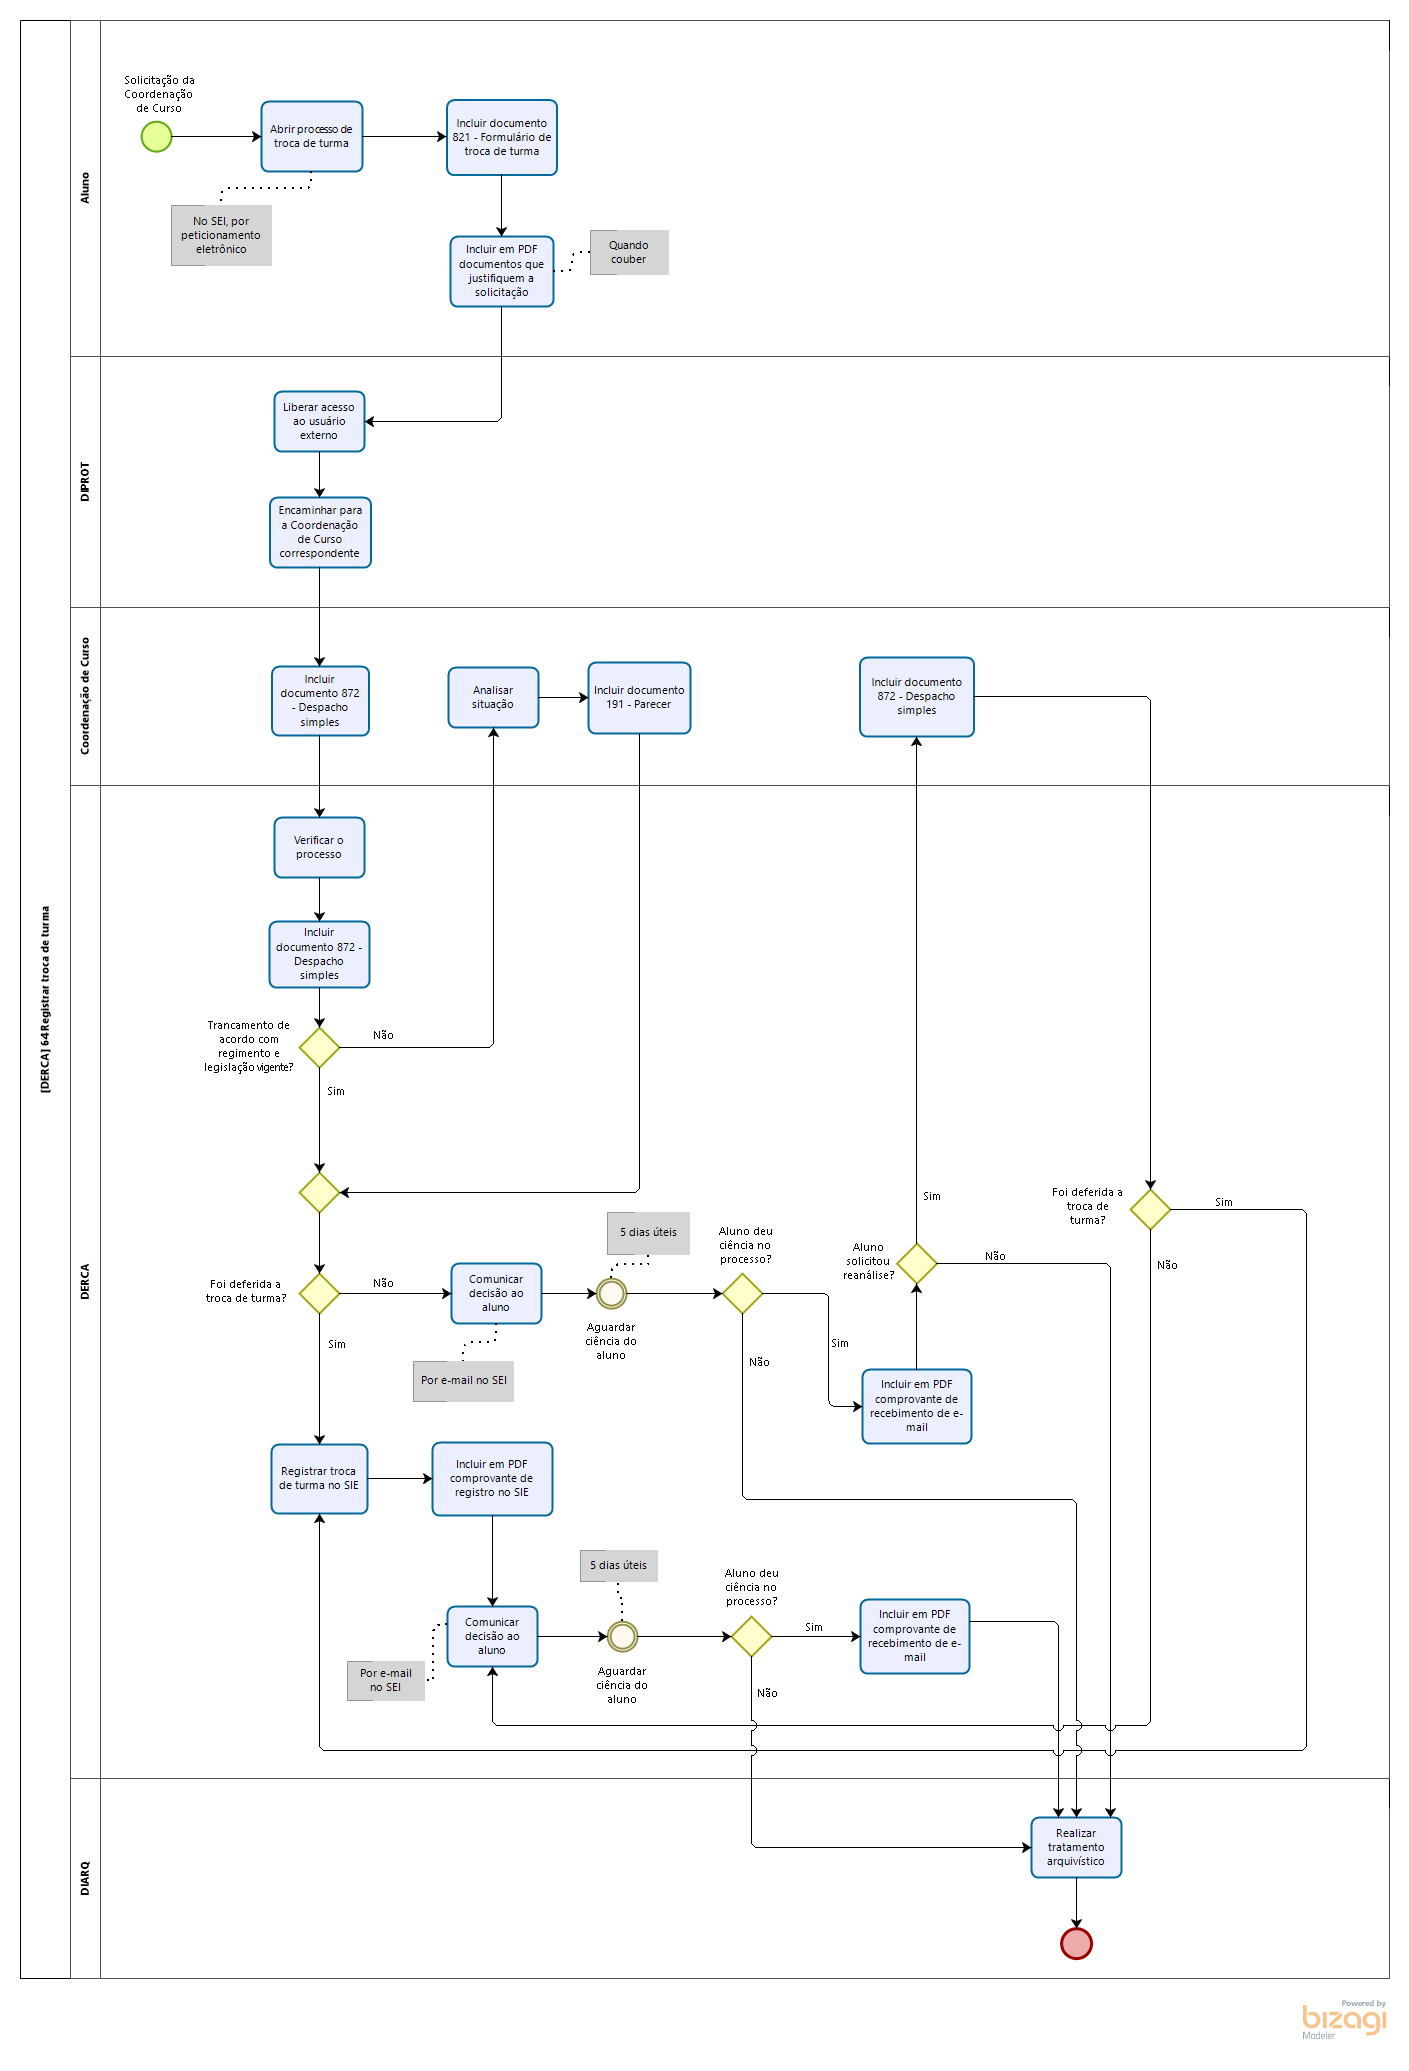 [DERCA] 64 Registrar troca de turma
Aluno
Solicitação da
Coordenação
de Curso
Abrir processo de
troca de turma
Incluir documento
821 - Formulário de
troca de turma
No SEI, por
peticionamento
eletrônico
Incluir em PDF
documentos que
justifiquem a
solicitação
Quando
couber
DIPROT
Liberar acesso
ao usuário
externo
Encaminhar para
a Coordenação
de Curso
correspondente
Coordenação de Curso
Incluir
documento 872
- Despacho
simples
Analisar
situação
Incluir documento
191 - Parecer
Incluir documento
872 - Despacho
simples
DERCA
Verificar o
processo
Incluir
documento 872 -
Despacho
simples
Trancamento de
acordo com
regimento e
legislação vigente?
Não
Sim
Foi deferida a
troca de turma?
Não
Sim
Comunicar
decisão ao
aluno
Por e-mail no SEI
5 dias úteis
Aguardar
ciência do
aluno
Aluno deu
ciência no
processo?
Sim
Não
Incluir em PDF
comprovante de
recebimento de e-
mail
Aluno
solicitou
reanálise?
Sim
Não
Foi deferida a
troca de
turma?
Sim
Não
Registrar troca
de turma no SIE
Incluir em PDF
comprovante de
registro no SIE
Comunicar
decisão ao
aluno
Por e-mail
no SEI
5 dias úteis
Aguardar
ciência do
aluno
Aluno deu
ciência no
processo?
Sim
Não
Incluir em PDF
comprovante de
recebimento de e-
mail
DIARQ
Realizar
tratamento
arquivístico
Powered by
bizagi
Modeler